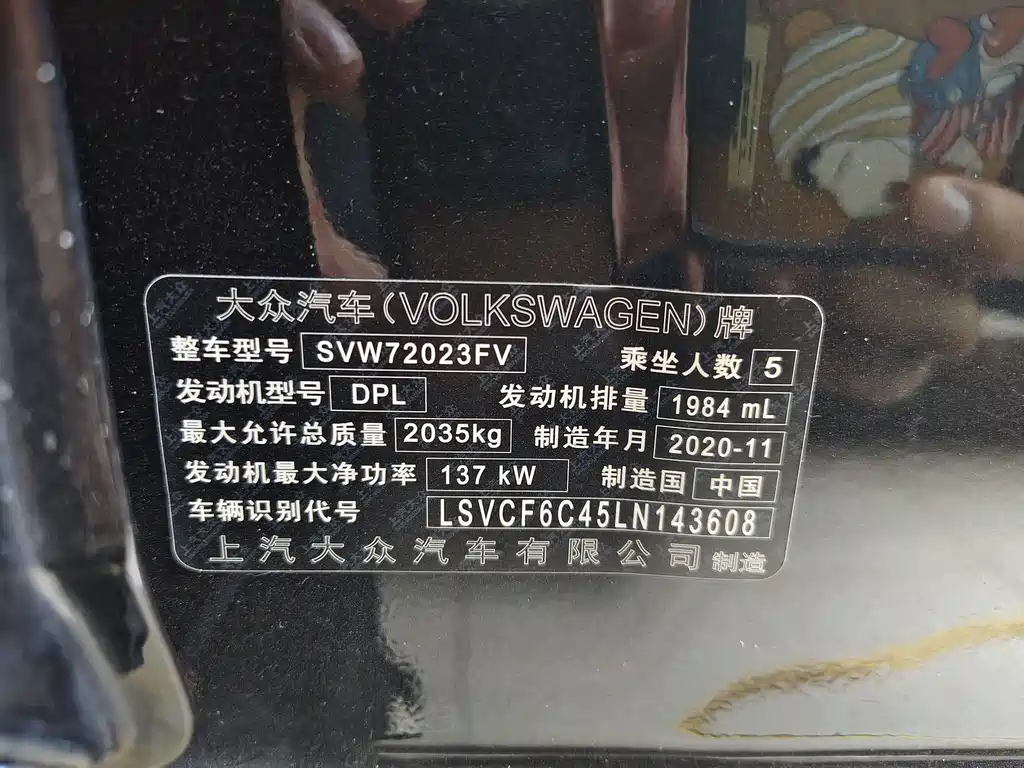 大众汽车(VOLKSWAGEN)牌
整车型号 SVW72023FV 乘坐人数 5
发动机型号 DPL 发动机排量 1984 mL
最大允许总质量 2035kg 制造年月 2020-11
发动机最大净功率 137 kW 制造国 中国
车辆识别代号 LSVCF6C45LN143608
上汽大众汽车有限公司 制造